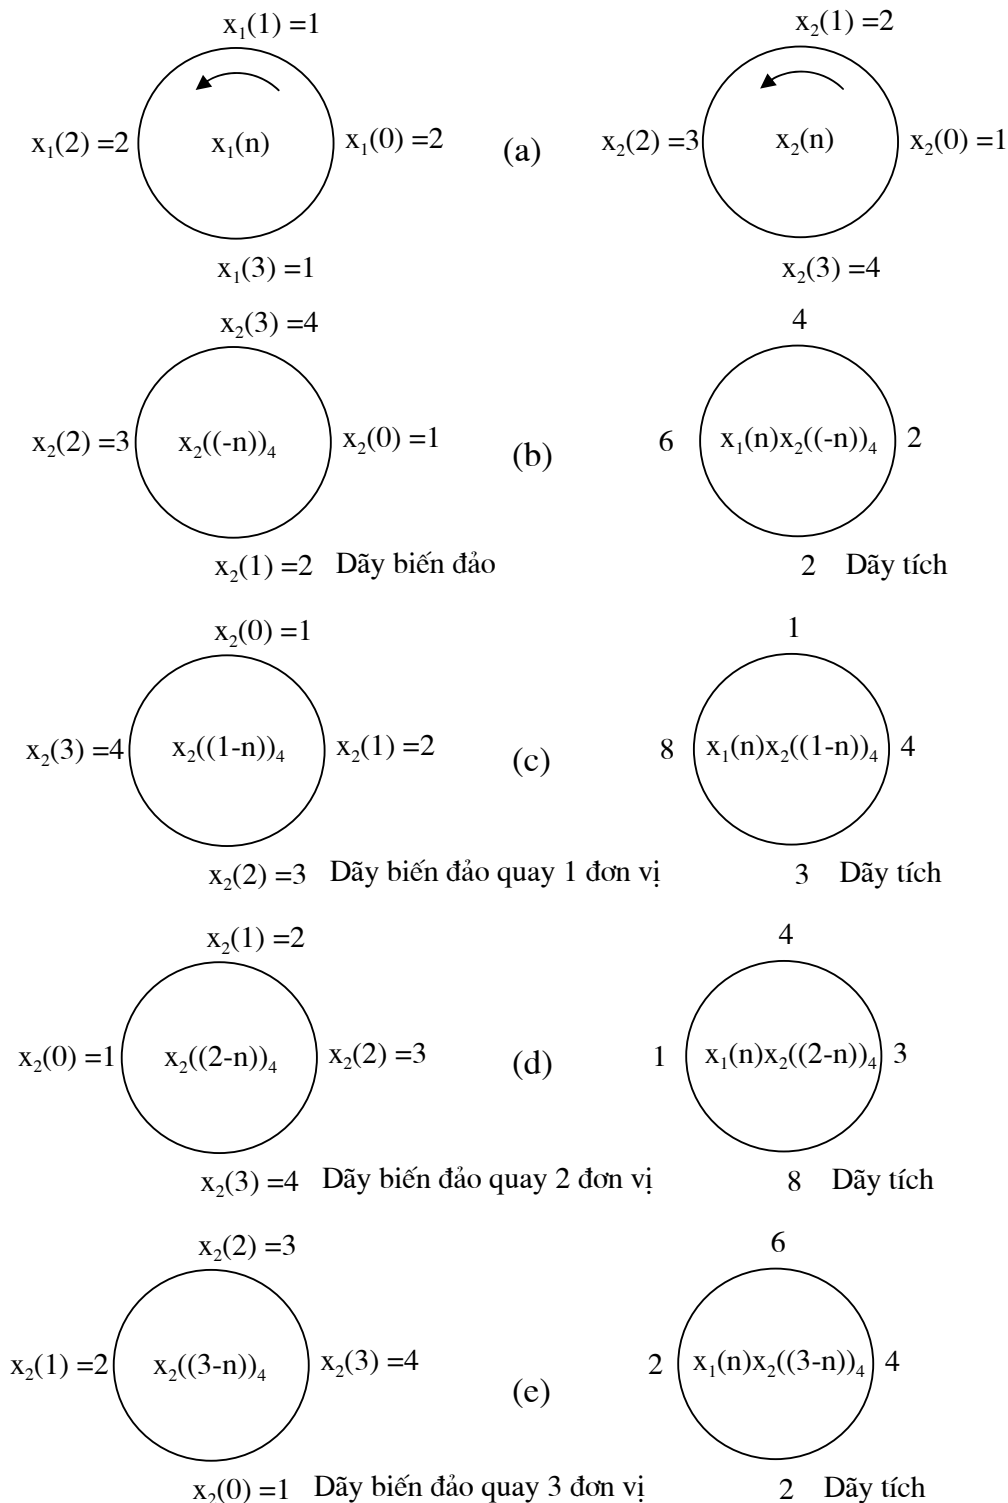 x₁(1) =1
x₂(1) =2
x₁(2) =2 x₁(n) x₁(0) =2 (a) x₂(2) =3 x₂(n) x₂(0) =1
x₁(3) =1
x₂(3) =4
x₂(3) =4
4
x₂(2) =3 x₂((-n))₄ x₂(0) =1 (b) 6 x₁(n)x₂((-n))₄ 2
x₂(1) =2 Dãy biến đảo
2 Dãy tích
x₂(0) =1
1
x₂(3) =4 x₂((1-n))₄ x₂(1) =2 (c) 8 x₁(n)x₂((1-n))₄ 4
x₂(2) =3 Dãy biến đảo quay 1 đơn vị
3 Dãy tích
x₂(1) =2
4
x₂(0) =1 x₂((2-n))₄ x₂(2) =3 (d) 1 x₁(n)x₂((2-n))₄ 3
x₂(3) =4 Dãy biến đảo quay 2 đơn vị
8 Dãy tích
x₂(2) =3
6
x₂(1) =2 x₂((3-n))₄ x₂(3) =4 (e) 2 x₁(n)x₂((3-n))₄ 4
x₂(0) =1 Dãy biến đảo quay 3 đơn vị
2 Dãy tích